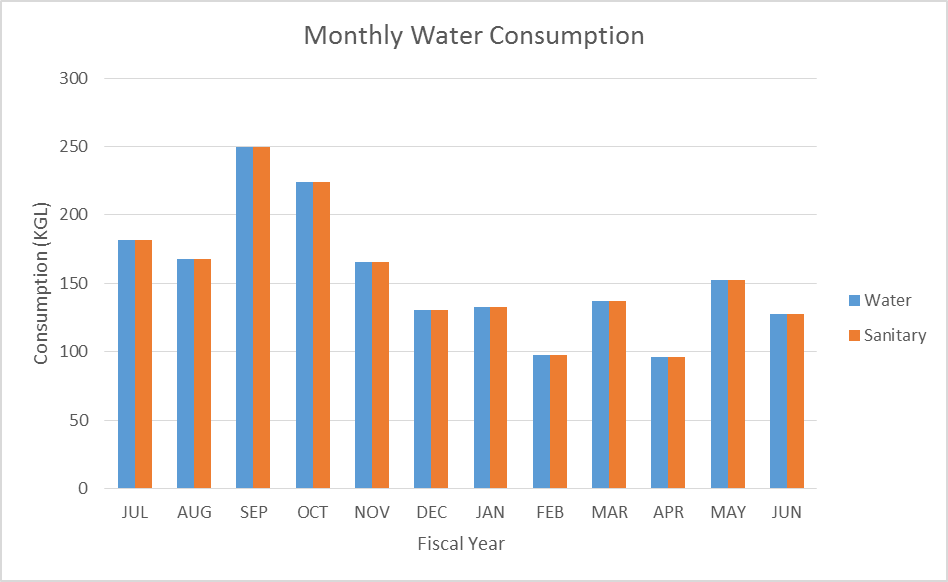 Monthly Water Consumption
300
250
200
150
100
50
0
Consumption (KGL)
JUL AUG SEP OCT NOV DEC JAN FEB MAR APR MAY JUN
Fiscal Year
Water
Sanitary